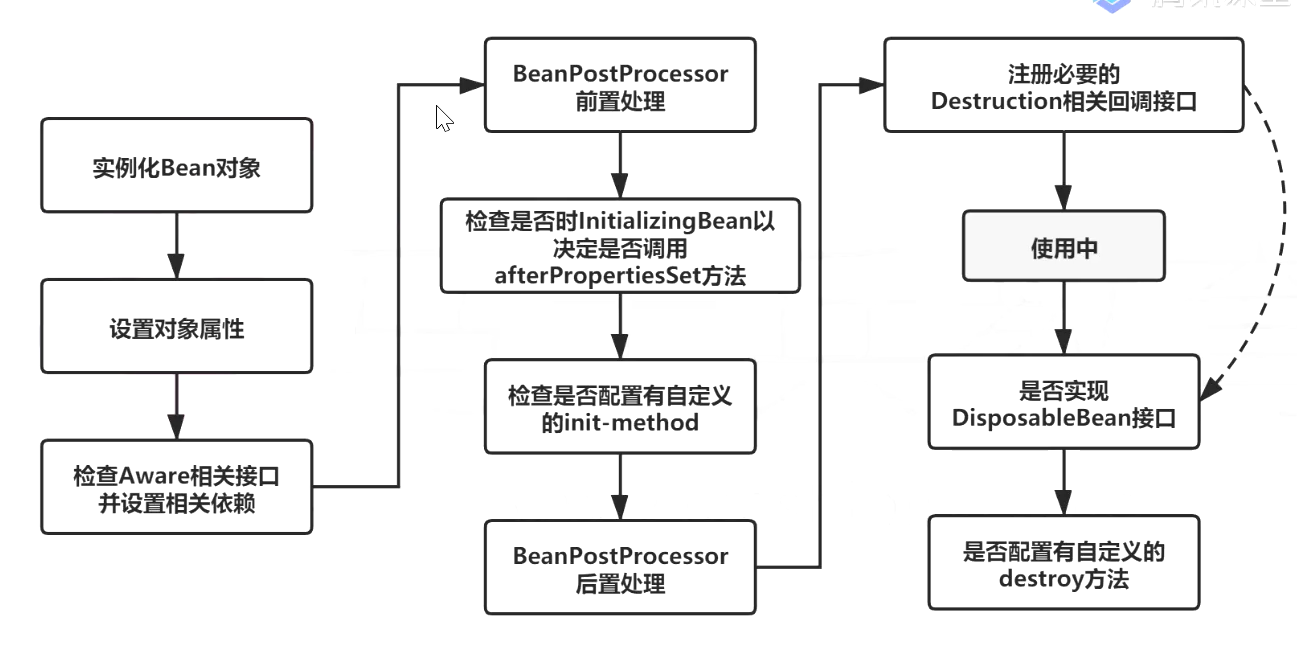 实例化Bean对象
设置对象属性
检查Aware相关接口
并设置相关依赖
BeanPostProcessor
前置处理
检查是否时InitializingBean以
决定是否调用
afterPropertiesSet方法
检查是否配置有自定义
的init-method
BeanPostProcessor
后置处理
注册必要的
Destruction相关回调接口
使用中
是否实现
DisposableBean接口
是否配置有自定义的
destroy方法